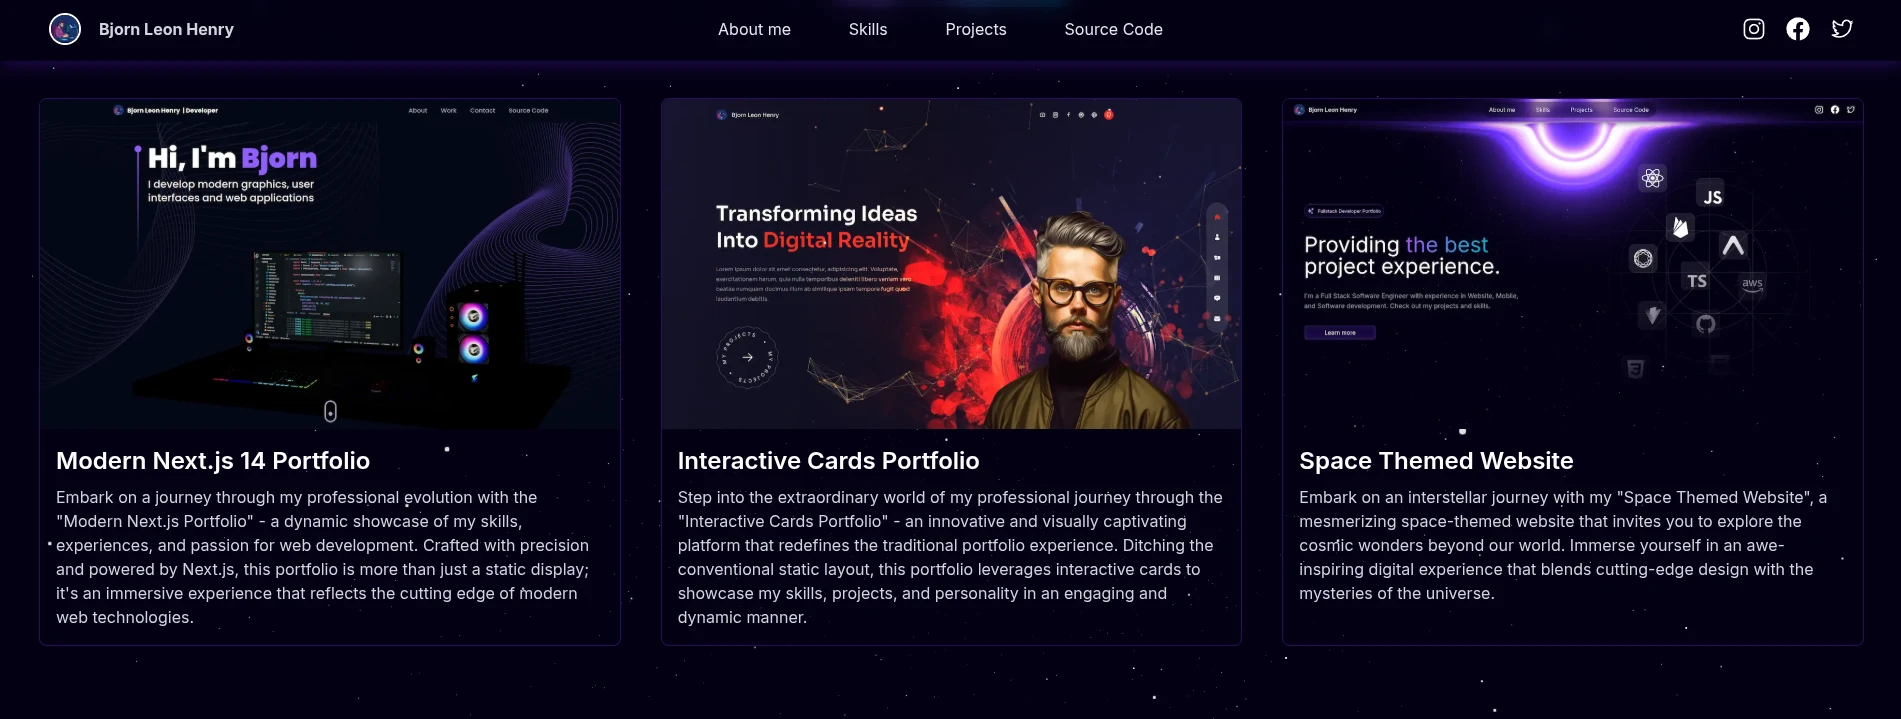 Bjorn Leon Henry
About me
Skills
Projects
Source Code
Bjorn Leon Henry | Developer
About
Work
Contact
Source Code
Hi, I'm Bjorn
I develop modern graphics, user
interfaces and web applications
Modern Next.js 14 Portfolio
Embark on a journey through my professional evolution with the
"Modern Next.js Portfolio" - a dynamic showcase of my skills,
experiences, and passion for web development. Crafted with precision
and powered by Next.js, this portfolio is more than just a static display;
it's an immersive experience that reflects the cutting edge of modern
web technologies.
Bjorn Leon Henry
Transforming Ideas
Into Digital Reality
Lorem ipsum dolor sit amet consectetur, adipisicing elit. Voluptate,
exercitationem harum, quia nulla temporibus deleniti libero veniam vero
beatae numquam ducimus illum ab similique ipsam tempore fugit quod
laudantium debitis.
MY PROJECTS • MY PROJECTS •
Interactive Cards Portfolio
Step into the extraordinary world of my professional journey through the
"Interactive Cards Portfolio" - an innovative and visually captivating
platform that redefines the traditional portfolio experience. Ditching the
conventional static layout, this portfolio leverages interactive cards to
showcase my skills, projects, and personality in an engaging and
dynamic manner.
Bjorn Leon Henry
About me
Skills
Projects
Source Code
Fullstack Developer Portfolio
Providing the best
project experience.
I'm a Full Stack Software Engineer with experience in Website, Mobile,
and Software development. Check out my projects and skills.
Learn more
JS
TS
aws
Space Themed Website
Embark on an interstellar journey with my "Space Themed Website", a
mesmerizing space-themed website that invites you to explore the
cosmic wonders beyond our world. Immerse yourself in an awe-
inspiring digital experience that blends cutting-edge design with the
mysteries of the universe.